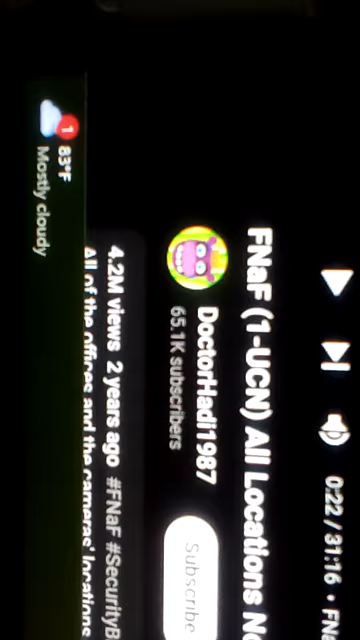 0:22 / 31:16 • FNa
FNaF (1-UCN) All Locations N
DoctorHadi1987
65.1K subscribers
Subscribe
4.2M views 2 years ago #FNaF #SecurityB
All of the offices and the cameras' locations
1
83°F
Mostly cloudy